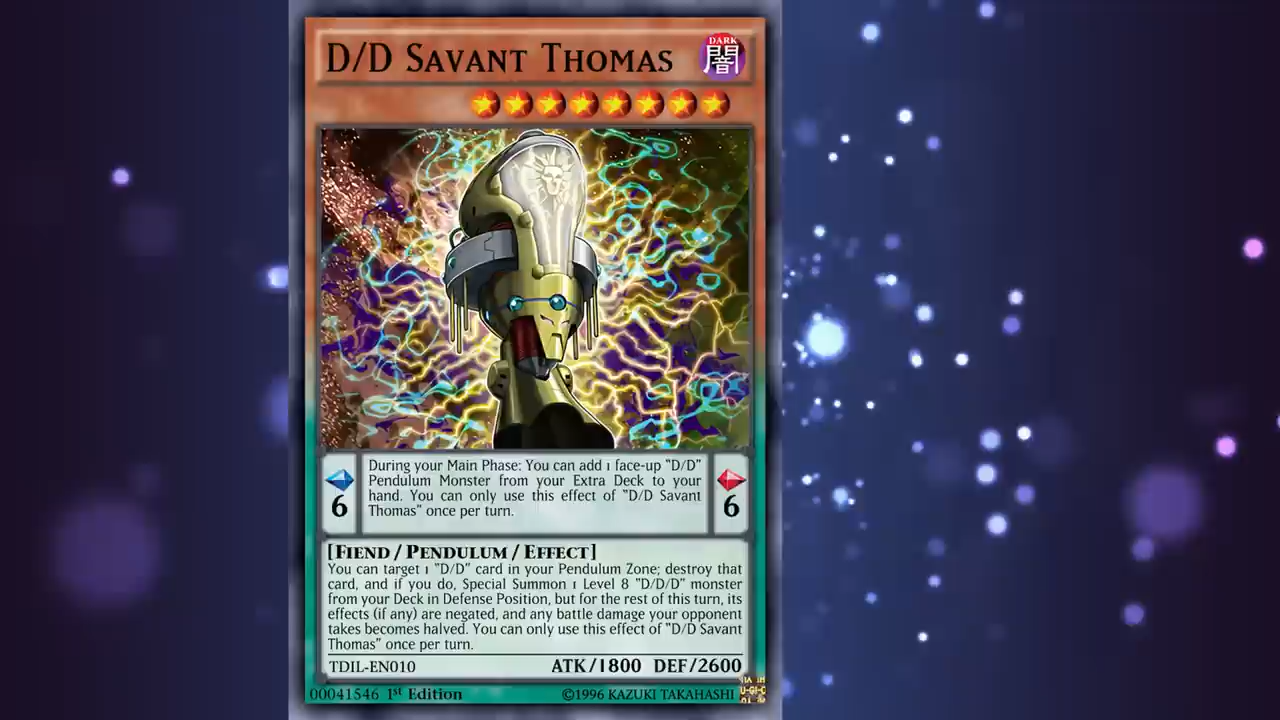 D/D SAVANT THOMAS
DARK
闇
During your Main Phase: You can add 1 face-up "D/D"
Pendulum Monster from your Extra Deck to your
hand. You can only use this effect of "D/D Savant
Thomas" once per turn.
6
6
[FIEND / PENDULUM / EFFECT]
You can target 1 "D/D" card in your Pendulum Zone; destroy that
card, and if you do, Special Summon 1 Level 8 "D/D/D" monster
from your Deck in Defense Position, but for the rest of this turn, its
effects (if any) are negated, and any battle damage your opponent
takes becomes halved. You can only use this effect of "D/D Savant
Thomas" once per turn.
TDIL-EN010
ATK/1800 DEF/2600
00041546 1st Edition
©1996 KAZUKI TAKAHASHI